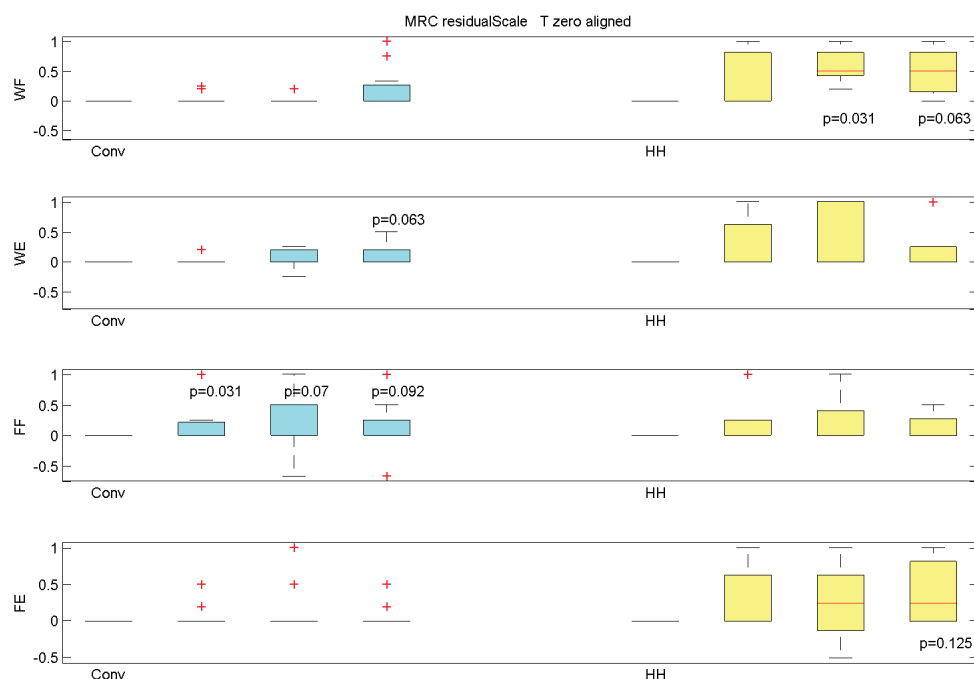 MRC residualScale T zero aligned
1
0.5
0
-0.5
WF
p=0.031
p=0.063
Conv
HH
1
0.5
0
-0.5
WE
p=0.063
Conv
HH
1
0.5
0
-0.5
FF
p=0.031
p=0.07
p=0.092
Conv
HH
1
0.5
0
-0.5
FE
p=0.125
Conv
HH